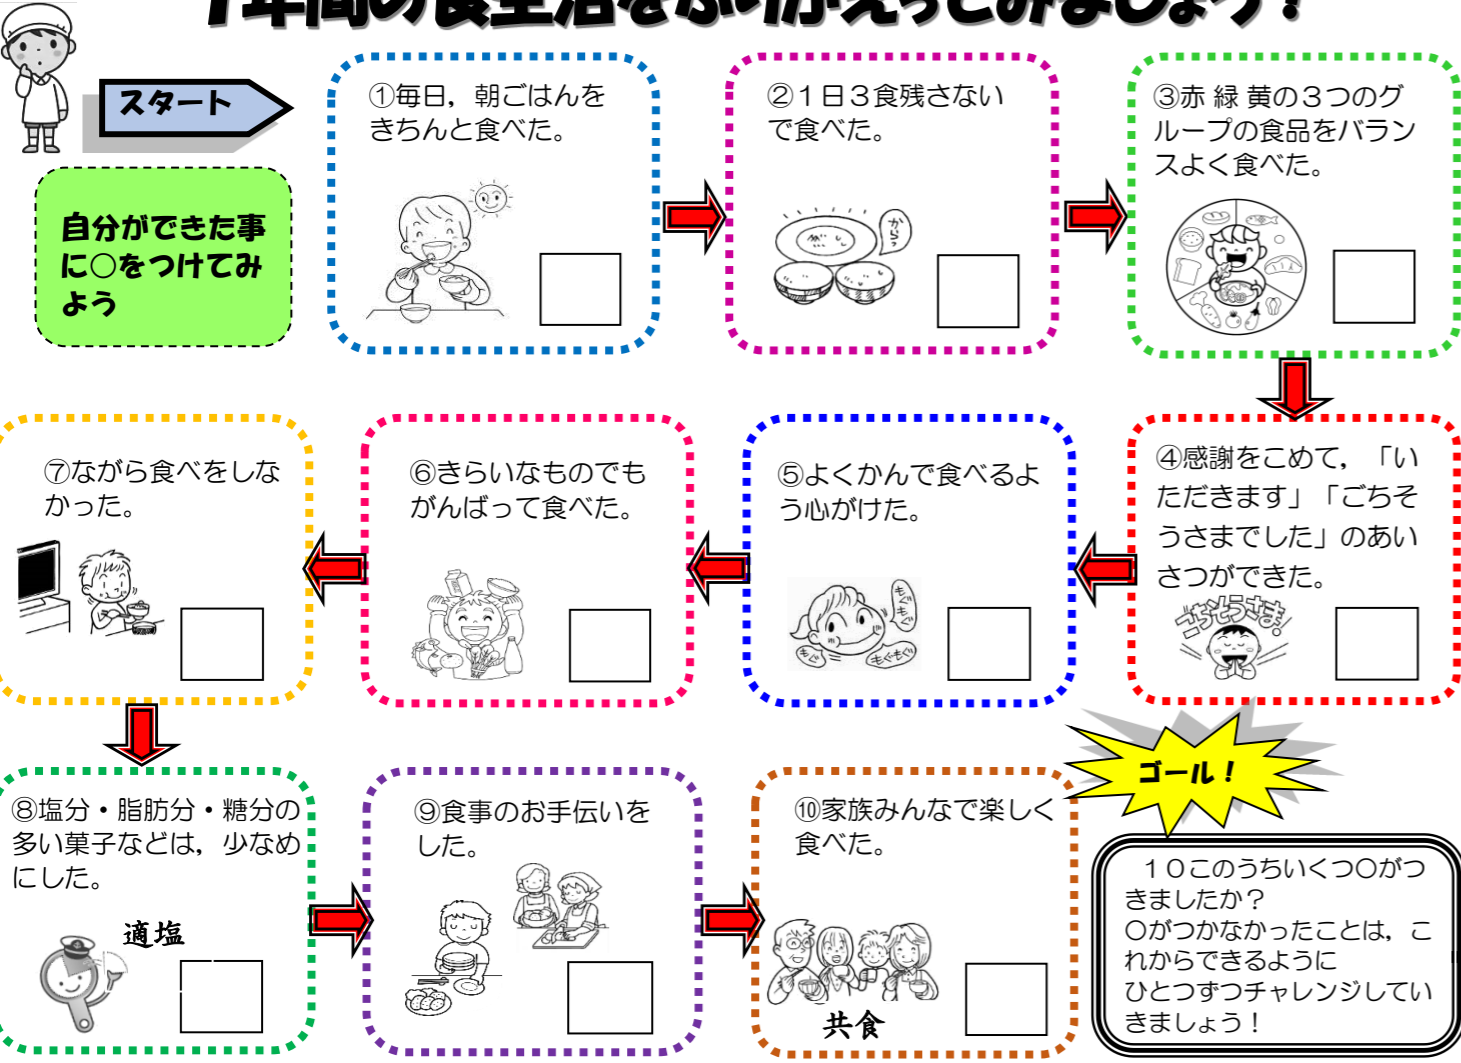 1年間の食生活をふりかえってみましょう！
スタート
自分ができた事
に○をつけてみ
よう
①毎日，朝ごはんを
きちんと食べた。
②１日３食残さない
で食べた。
から？
③赤 緑 黄の３つのグ
ループの食品をバラン
スよく食べた。
④感謝をこめて，「い
ただきます」「ごちそ
うさまでした」のあい
さつができた。
ごちそうさま！
⑤よくかんで食べるよ
う心がけた。
もぐもぐ
もぐ
もぐもぐ
⑥きらいなものでも
がんばって食べた。
⑦ながら食べをしな
かった。
⑧塩分・脂肪分・糖分の
多い菓子などは，少なめ
にした。
適塩
⑨食事のお手伝いを
した。
⑩家族みんなで楽しく
食べた。
共食
ゴール！
１０このうちいくつ○がつ
きましたか？
○がつかなかったことは，こ
れからできるように
ひとつずつチャレンジしてい
きましょう！